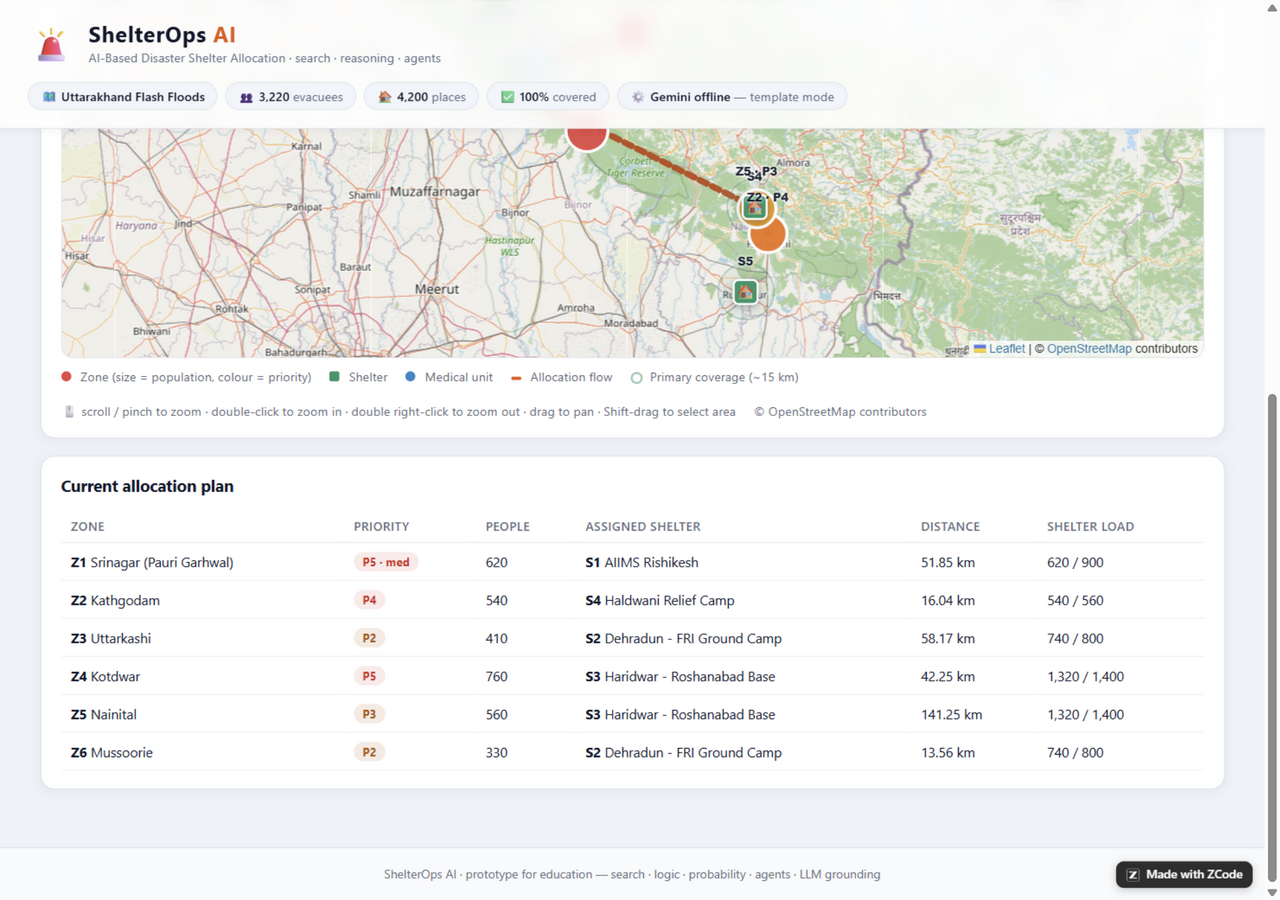 ShelterOps AI
AI-Based Disaster Shelter Allocation · search · reasoning · agents
Uttarakhand Flash Floods
3,220 evacuees
4,200 places
100% covered
Gemini offline — template mode
Karnal
Corbett Tiger Reserve
Almora
Z5 · P3
S4
Shamli
Muzaffarnagar
Z2 · P4
Panipat
Bijnor
Bijnor
Haryana
Jind
सुदूरपश्चिम
प्रदेश
Hisar
Hastinapur
WLS
Hisar
Baraut
S5
Sonipat
Meerut
भिमदत्त
Rohtak
Amroha
Moradabad
Bhiwani
Bahadurgarh
Leaflet | © OpenStreetMap contributors
Zone (size = population, colour = priority)
Shelter
Medical unit
Allocation flow
Primary coverage (~15 km)
scroll / pinch to zoom · double-click to zoom in · double right-click to zoom out · drag to pan · Shift-drag to select area
© OpenStreetMap contributors
Current allocation plan
ZONE PRIORITY PEOPLE ASSIGNED SHELTER DISTANCE SHELTER LOAD
Z1 Srinagar (Pauri Garhwal) P5 · med 620 S1 AIIMS Rishikesh 51.85 km 620 / 900
Z2 Kathgodam P4 540 S4 Haldwani Relief Camp 16.04 km 540 / 560
Z3 Uttarkashi P2 410 S2 Dehradun - FRI Ground Camp 58.17 km 740 / 800
Z4 Kotdwar P5 760 S3 Haridwar - Roshanabad Base 42.25 km 1,320 / 1,400
Z5 Nainital P3 560 S3 Haridwar - Roshanabad Base 141.25 km 1,320 / 1,400
Z6 Mussoorie P2 330 S2 Dehradun - FRI Ground Camp 13.56 km 740 / 800
ShelterOps AI · prototype for education — search · logic · probability · agents · LLM grounding
Z Made with ZCode